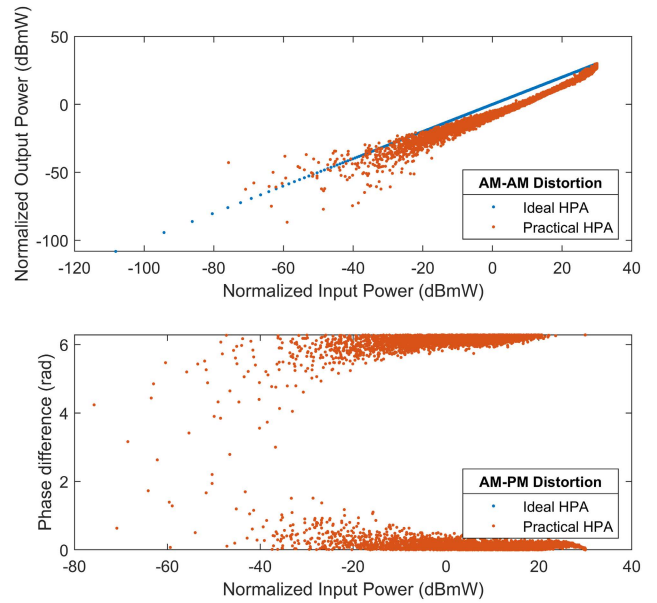 Normalized Output Power (dBmW)
50
0
-50
-100
-120 -100 -80 -60 -40 -20 0 20 40
Normalized Input Power (dBmW)
AM-AM Distortion
Ideal HPA
Practical HPA
Phase difference (rad)
6
4
2
0
-80 -60 -40 -20 0 20 40
Normalized Input Power (dBmW)
AM-PM Distortion
Ideal HPA
Practical HPA